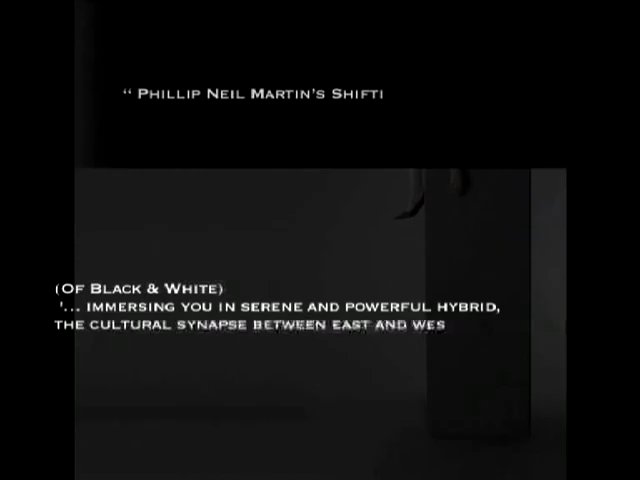 “ Phillip Neil Martin's Shifti
(Of Black & White)
'... immersing you in serene and powerful hybrid,
the cultural synapse between east and wes